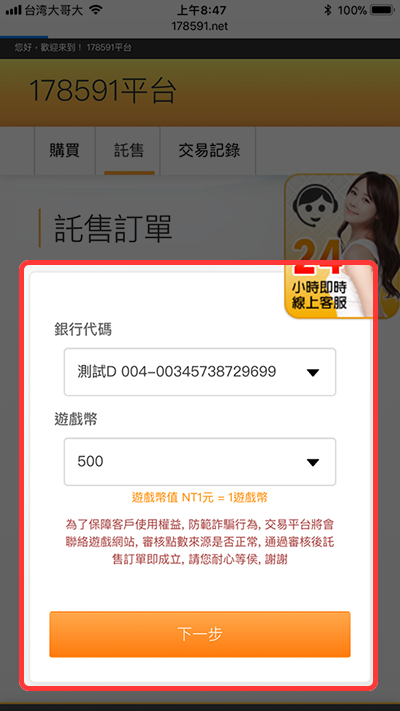 台湾大哥大 上午8:47 100%
178591.net
您好，歡迎來到！ 178591平台
178591平台
購買 託售 交易記錄
託售訂單
24
小時即時
線上客服
銀行代碼
測試D 004-00345738729699
遊戲幣
500
遊戲幣值 NT1元 = 1遊戲幣
為了保障客戶使用權益, 防範詐騙行為, 交易平台將會
聯絡遊戲網站, 審核點數來源是否正常, 通過審核後託
售訂單即成立, 請您耐心等侯, 謝謝
下一步